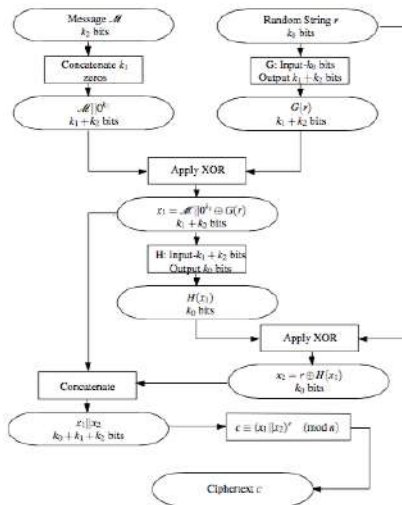 Message ℳ
k₂ bits
Random String r
k₀ bits
Concatenate k₁
zeros
G: Input-k₀ bits
Output k₁ + k₂ bits
ℳ||0^k₁
k₁ + k₂ bits
G(r)
k₁ + k₂ bits
Apply XOR
x₁ = ℳ||0^k₁ ⊕ G(r)
k₁ + k₂ bits
H: Input-k₁ + k₂ bits
Output k₀ bits
H(x₁)
k₀ bits
Apply XOR
x₂ = r ⊕ H(x₁)
k₀ bits
Concatenate
x₁||x₂
k₀ + k₁ + k₂ bits
c ≡ (x₁||x₂)^e (mod n)
Ciphertext c